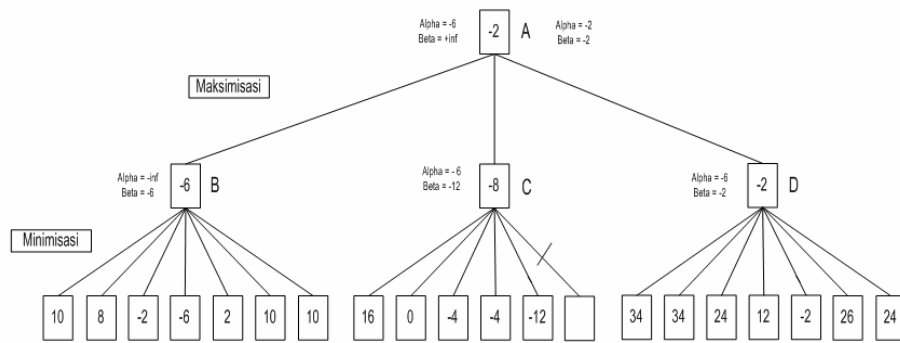 Alpha = -6
Beta = +inf
-2
A
Alpha = -2
Beta = -2
Maksimisasi
Alpha = -inf
Beta = -6
-6
B
Alpha = - 6
Beta = -12
-8
C
Alpha = -6
Beta = -2
-2
D
Minimisasi
10 8 -2 -6 2 10 10 16 0 -4 -4 -12 34 34 24 12 -2 26 24